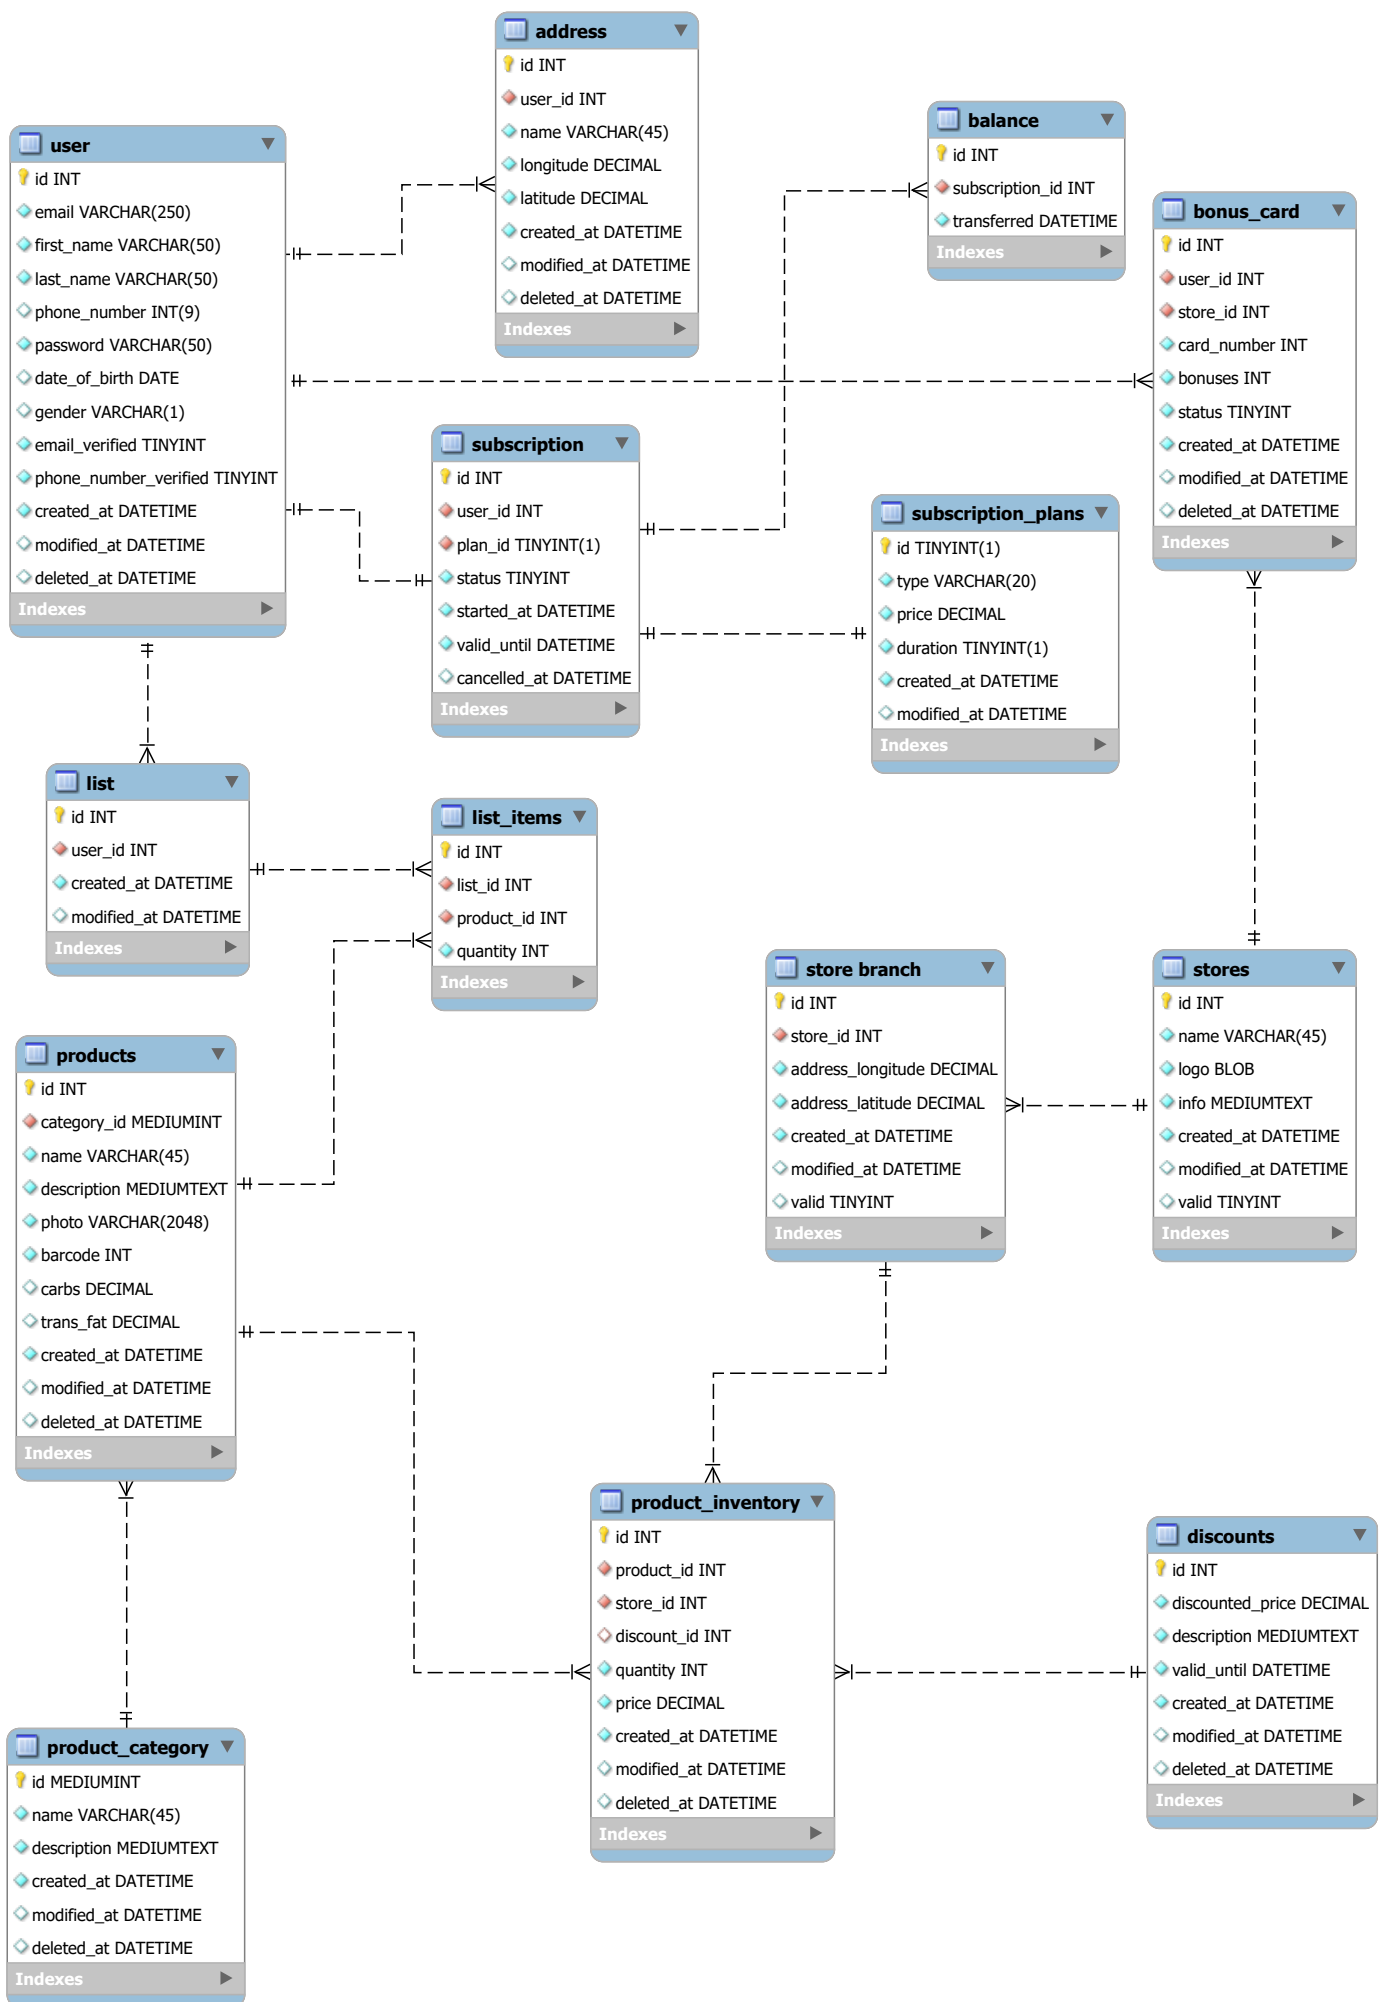 address
id INT
user_id INT
name VARCHAR(45)
longitude DECIMAL
latitude DECIMAL
created_at DATETIME
modified_at DATETIME
deleted_at DATETIME
Indexes
balance
id INT
subscription_id INT
transferred DATETIME
Indexes
user
id INT
email VARCHAR(250)
first_name VARCHAR(50)
last_name VARCHAR(50)
phone_number INT(9)
password VARCHAR(50)
date_of_birth DATE
gender VARCHAR(1)
email_verified TINYINT
phone_number_verified TINYINT
created_at DATETIME
modified_at DATETIME
deleted_at DATETIME
Indexes
bonus_card
id INT
user_id INT
store_id INT
card_number INT
bonuses INT
status TINYINT
created_at DATETIME
modified_at DATETIME
deleted_at DATETIME
Indexes
subscription
id INT
user_id INT
plan_id TINYINT(1)
status TINYINT
started_at DATETIME
valid_until DATETIME
cancelled_at DATETIME
Indexes
subscription_plans
id TINYINT(1)
type VARCHAR(20)
price DECIMAL
duration TINYINT(1)
created_at DATETIME
modified_at DATETIME
Indexes
list
id INT
user_id INT
created_at DATETIME
modified_at DATETIME
Indexes
list_items
id INT
list_id INT
product_id INT
quantity INT
Indexes
store branch
id INT
store_id INT
address_longitude DECIMAL
address_latitude DECIMAL
created_at DATETIME
modified_at DATETIME
valid TINYINT
Indexes
stores
id INT
name VARCHAR(45)
logo BLOB
info MEDIUMTEXT
created_at DATETIME
modified_at DATETIME
valid TINYINT
Indexes
products
id INT
category_id MEDIUMINT
name VARCHAR(45)
description MEDIUMTEXT
photo VARCHAR(2048)
barcode INT
carbs DECIMAL
trans_fat DECIMAL
created_at DATETIME
modified_at DATETIME
deleted_at DATETIME
Indexes
product_inventory
id INT
product_id INT
store_id INT
discount_id INT
quantity INT
price DECIMAL
created_at DATETIME
modified_at DATETIME
deleted_at DATETIME
Indexes
discounts
id INT
discounted_price DECIMAL
description MEDIUMTEXT
valid_until DATETIME
created_at DATETIME
modified_at DATETIME
deleted_at DATETIME
Indexes
product_category
id MEDIUMINT
name VARCHAR(45)
description MEDIUMTEXT
created_at DATETIME
modified_at DATETIME
deleted_at DATETIME
Indexes